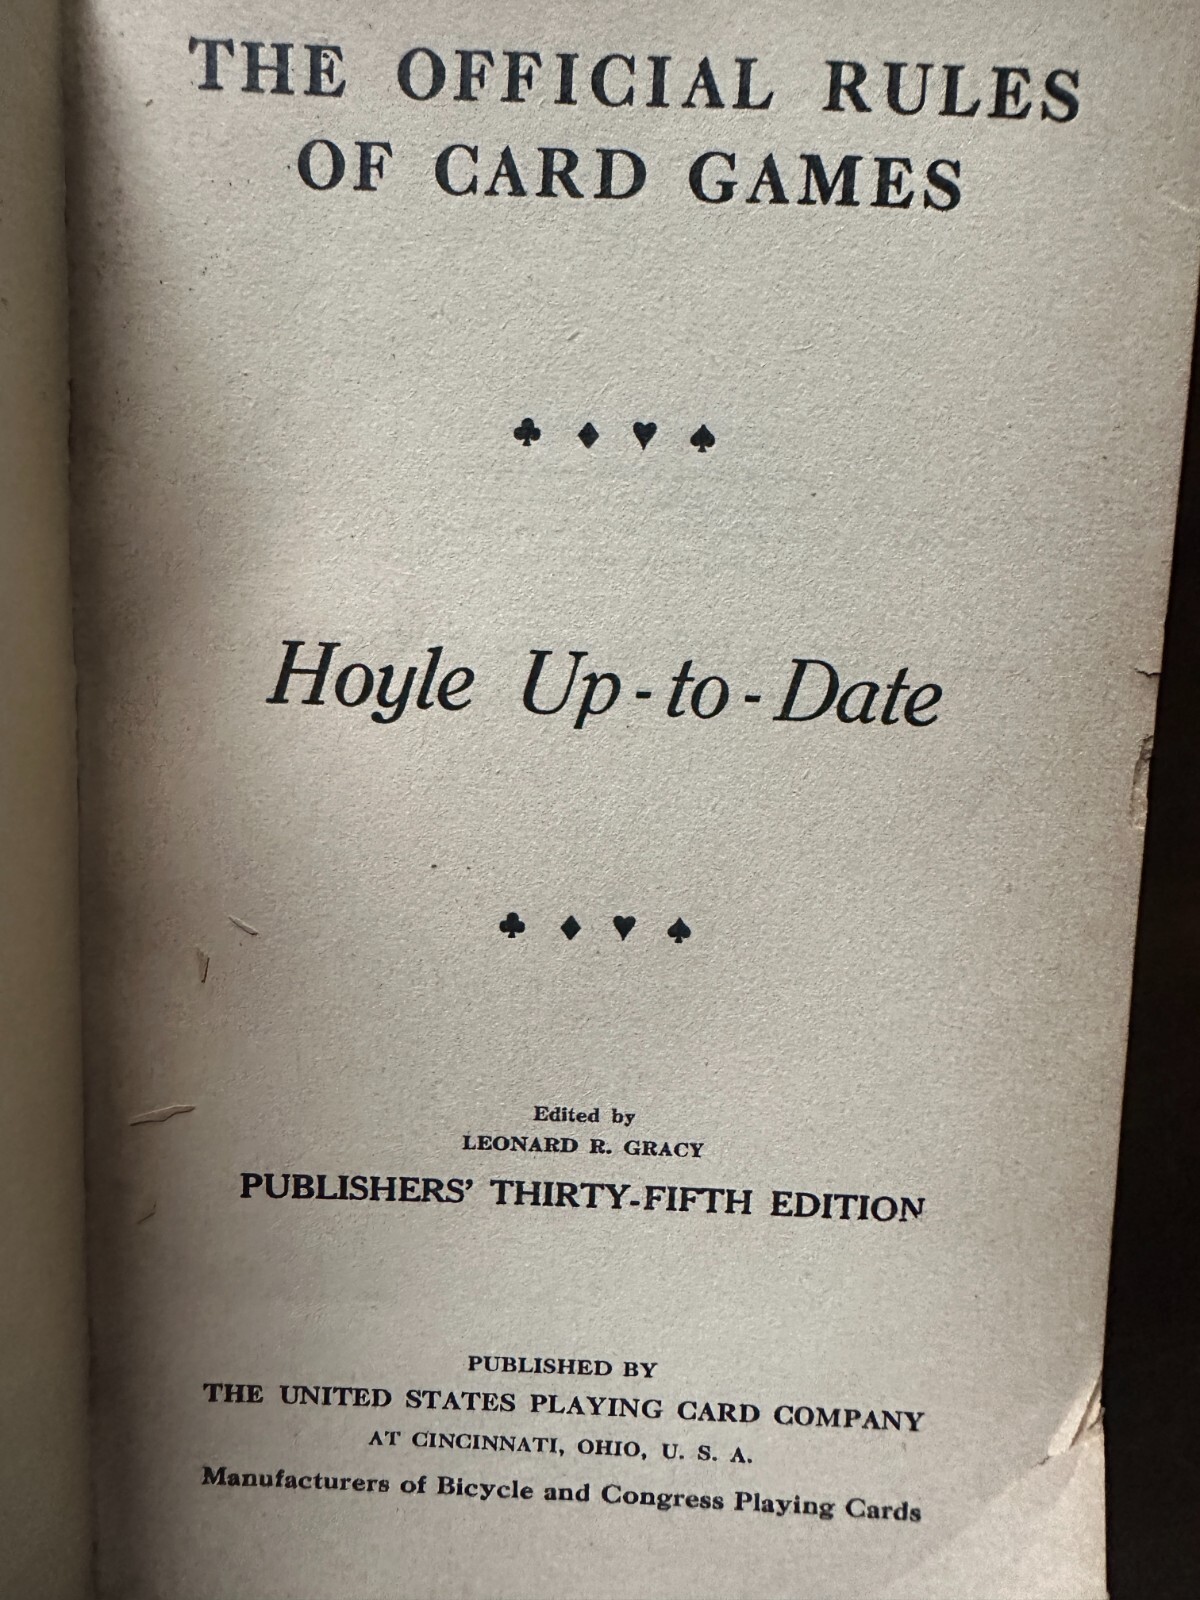 THE OFFICIAL RULES
OF CARD GAMES
♣ ♦ ♥ ♠
Hoyle Up-to-Date
♣ ♦ ♥ ♠
Edited by
LEONARD R. GRACY
PUBLISHERS’ THIRTY-FIFTH EDITION
PUBLISHED BY
THE UNITED STATES PLAYING CARD COMPANY
AT CINCINNATI, OHIO, U. S. A.
Manufacturers of Bicycle and Congress Playing Cards